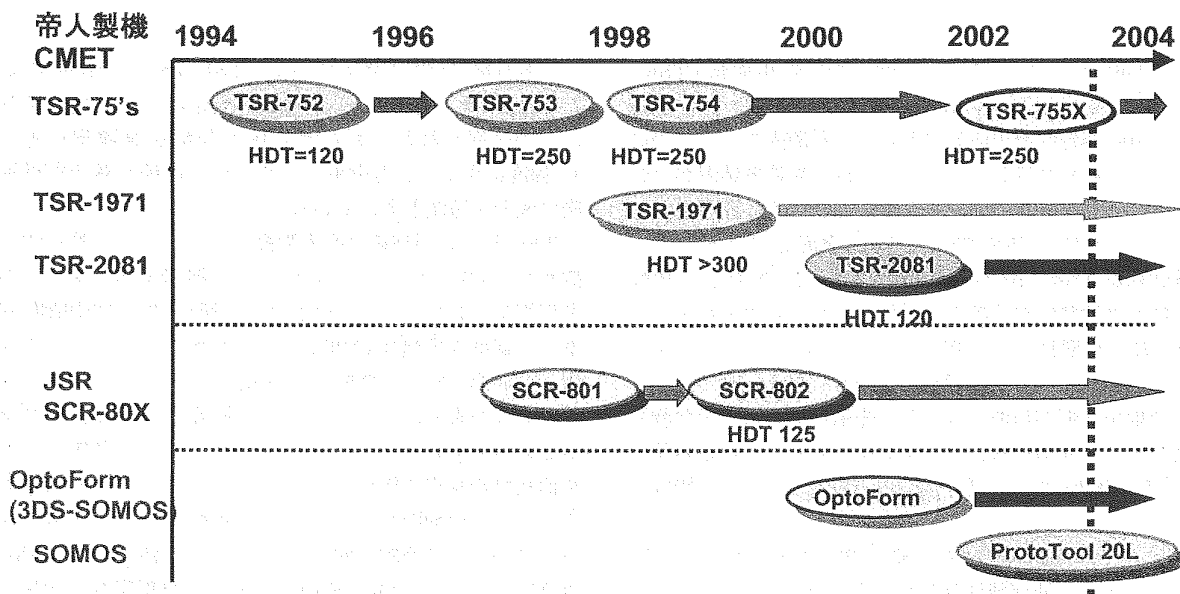 帝人製機
CMET
1994 1996 1998 2000 2002 2004
TSR-75's
TSR-752 TSR-753 TSR-754 TSR-755X
HDT=120 HDT=250 HDT=250 HDT=250
TSR-1971
TSR-1971
HDT >300
TSR-2081
TSR-2081
HDT 120
JSR
SCR-80X
SCR-801 SCR-802
HDT 125
OptoForm
(3DS-SOMOS)
OptoForm
SOMOS
ProtoTool 20L